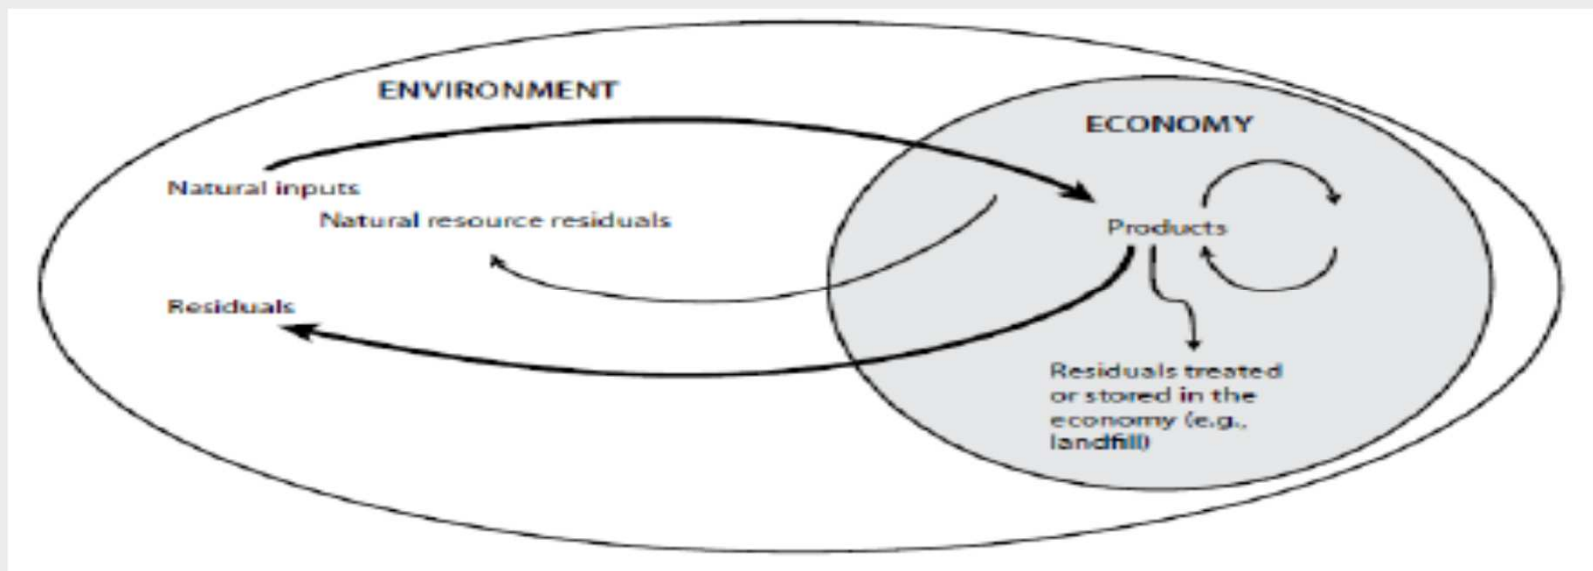 ENVIRONMENT
ECONOMY
Natural inputs
Natural resource residuals
Products
Residuals
Residuals treated
or stored in the
economy (e.g.,
landfill)